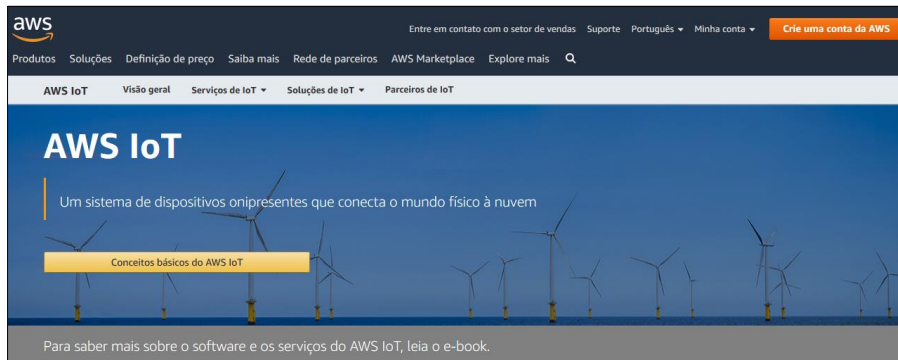 aws
Entre em contato com o setor de vendas Suporte Português Minha conta Crie uma conta da AWS
Produtos Soluções Definição de preço Saiba mais Rede de parceiros AWS Marketplace Explore mais
AWS IoT Visão geral Serviços de IoT Soluções de IoT Parceiros de IoT
AWS IoT
Um sistema de dispositivos onipresentes que conecta o mundo físico à nuvem
Conceitos básicos do AWS IoT
Para saber mais sobre o software e os serviços do AWS IoT, leia o e-book.